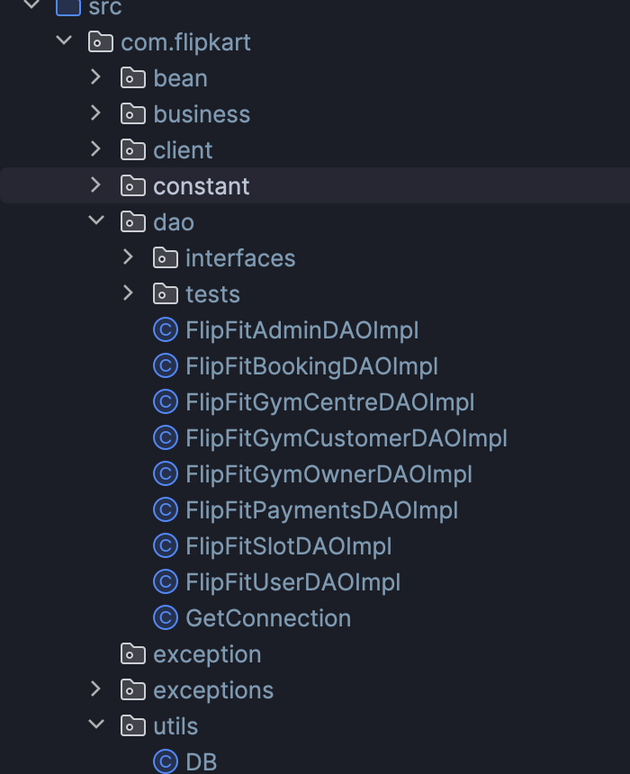 src
com.flipkart
bean
business
client
constant
dao
interfaces
tests
FlipFitAdminDAOImpl
FlipFitBookingDAOImpl
FlipFitGymCentreDAOImpl
FlipFitGymCustomerDAOImpl
FlipFitGymOwnerDAOImpl
FlipFitPaymentsDAOImpl
FlipFitSlotDAOImpl
FlipFitUserDAOImpl
GetConnection
exception
exceptions
utils
DB